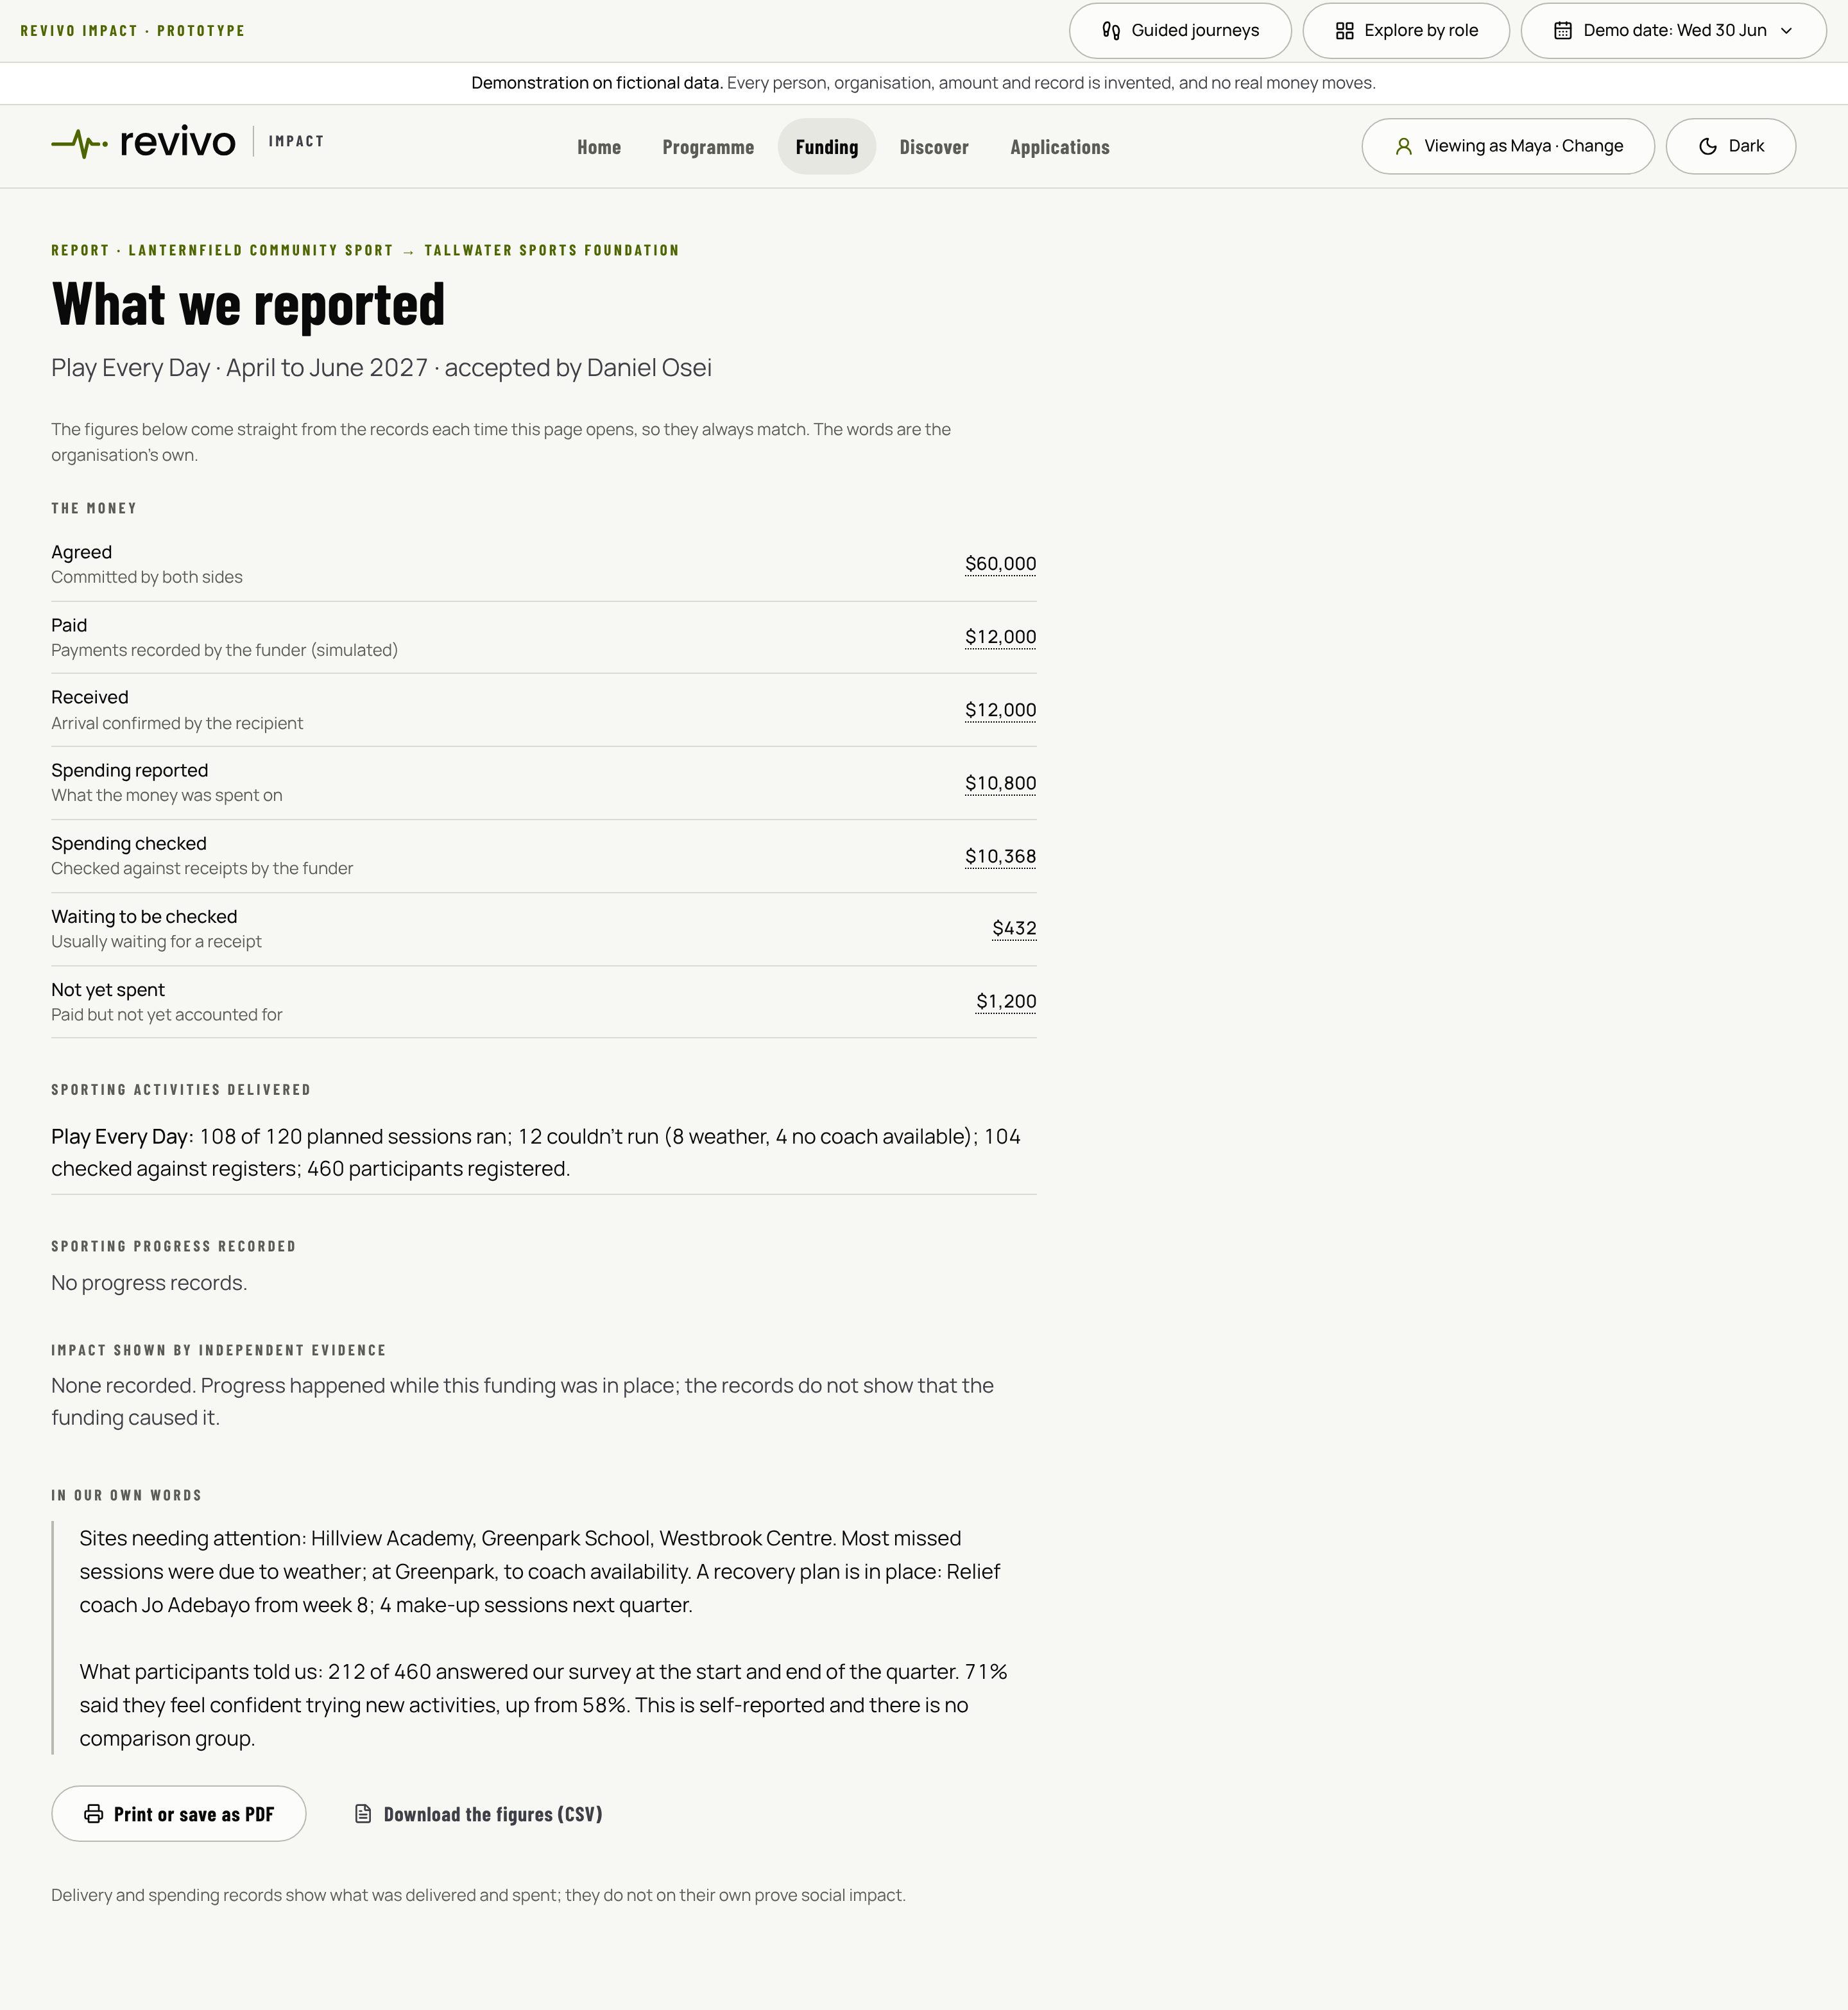 REVIVO IMPACT · PROTOTYPE
Guided journeys
Explore by role
Demo date: Wed 30 Jun
Demonstration on fictional data. Every person, organisation, amount and record is invented, and no real money moves.
revivo
IMPACT
Home
Programme
Funding
Discover
Applications
Viewing as Maya · Change
Dark
REPORT · LANTERNFIELD COMMUNITY SPORT → TALLWATER SPORTS FOUNDATION
What we reported
Play Every Day · April to June 2027 · accepted by Daniel Osei
The figures below come straight from the records each time this page opens, so they always match. The words are the
organisation's own.
THE MONEY
Agreed
Committed by both sides
$60,000
Paid
Payments recorded by the funder (simulated)
$12,000
Received
Arrival confirmed by the recipient
$12,000
Spending reported
What the money was spent on
$10,800
Spending checked
Checked against receipts by the funder
$10,368
Waiting to be checked
Usually waiting for a receipt
$432
Not yet spent
Paid but not yet accounted for
$1,200
SPORTING ACTIVITIES DELIVERED
Play Every Day: 108 of 120 planned sessions ran; 12 couldn't run (8 weather, 4 no coach available); 104
checked against registers; 460 participants registered.
SPORTING PROGRESS RECORDED
No progress records.
IMPACT SHOWN BY INDEPENDENT EVIDENCE
None recorded. Progress happened while this funding was in place; the records do not show that the
funding caused it.
IN OUR OWN WORDS
Sites needing attention: Hillview Academy, Greenpark School, Westbrook Centre. Most missed
sessions were due to weather; at Greenpark, to coach availability. A recovery plan is in place: Relief
coach Jo Adebayo from week 8; 4 make-up sessions next quarter.
What participants told us: 212 of 460 answered our survey at the start and end of the quarter. 71%
said they feel confident trying new activities, up from 58%. This is self-reported and there is no
comparison group.
Print or save as PDF
Download the figures (CSV)
Delivery and spending records show what was delivered and spent; they do not on their own prove social impact.